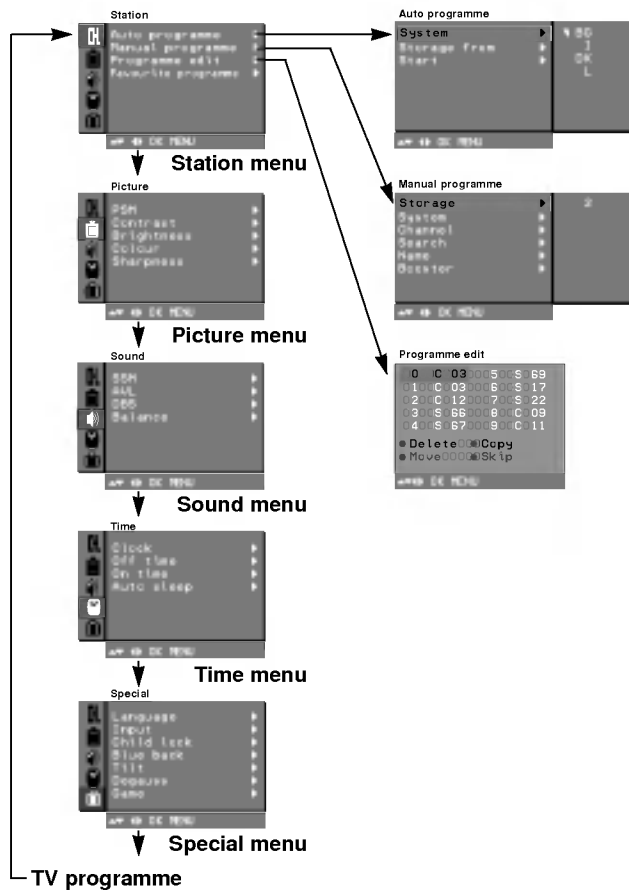 Station
Auto programme
Manual programme
Programme edit
Favourite programme
OK MENU
Station menu
Picture
PSM
Contrast
Brightness
Colour
Sharpness
OK MENU
Picture menu
Sound
SSM
AVL
DBS
Balance
OK MENU
Sound menu
Time
Clock
Off time
On time
Auto sleep
OK MENU
Time menu
Special
Language
Input
Child lock
Blue back
Tilt
Degauss
Game
OK MENU
Special menu
TV programme
Auto programme
System
Storage from
Start
BG
I
DK
L
OK MENU
Manual programme
Storage 2
System
Channel
Search
Name
Booster
OK MENU
Programme edit
0 C 03 5 S 69
1 C 03 6 S 17
2 C 12 7 S 22
3 S 66 8 C 09
4 S 67 9 C 11
Delete Copy
Move Skip
OK MENU